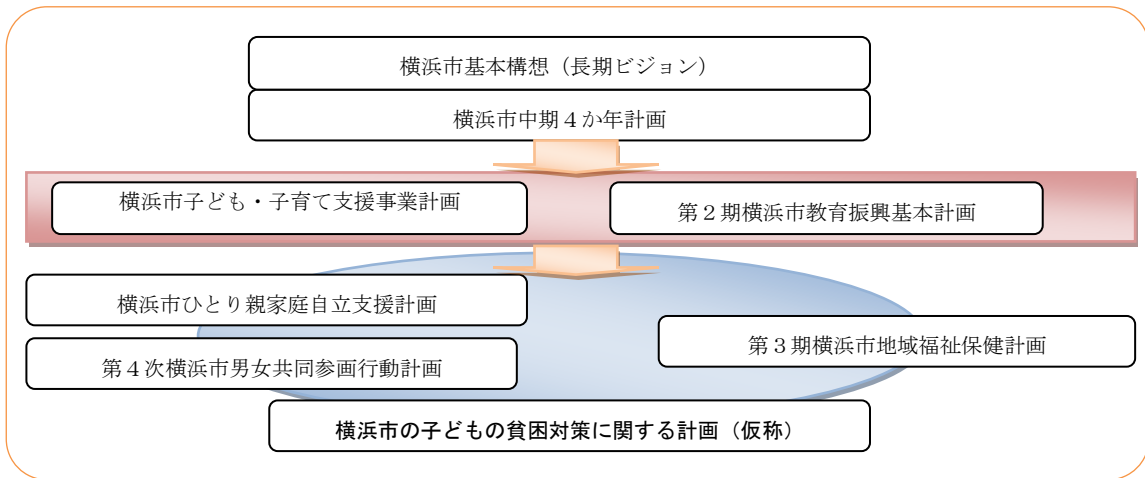 横浜市基本構想（長期ビジョン）
横浜市中期４か年計画
横浜市子ども・子育て支援事業計画
第２期横浜市教育振興基本計画
横浜市ひとり親家庭自立支援計画
第３期横浜市地域福祉保健計画
第４次横浜市男女共同参画行動計画
横浜市の子どもの貧困対策に関する計画（仮称）